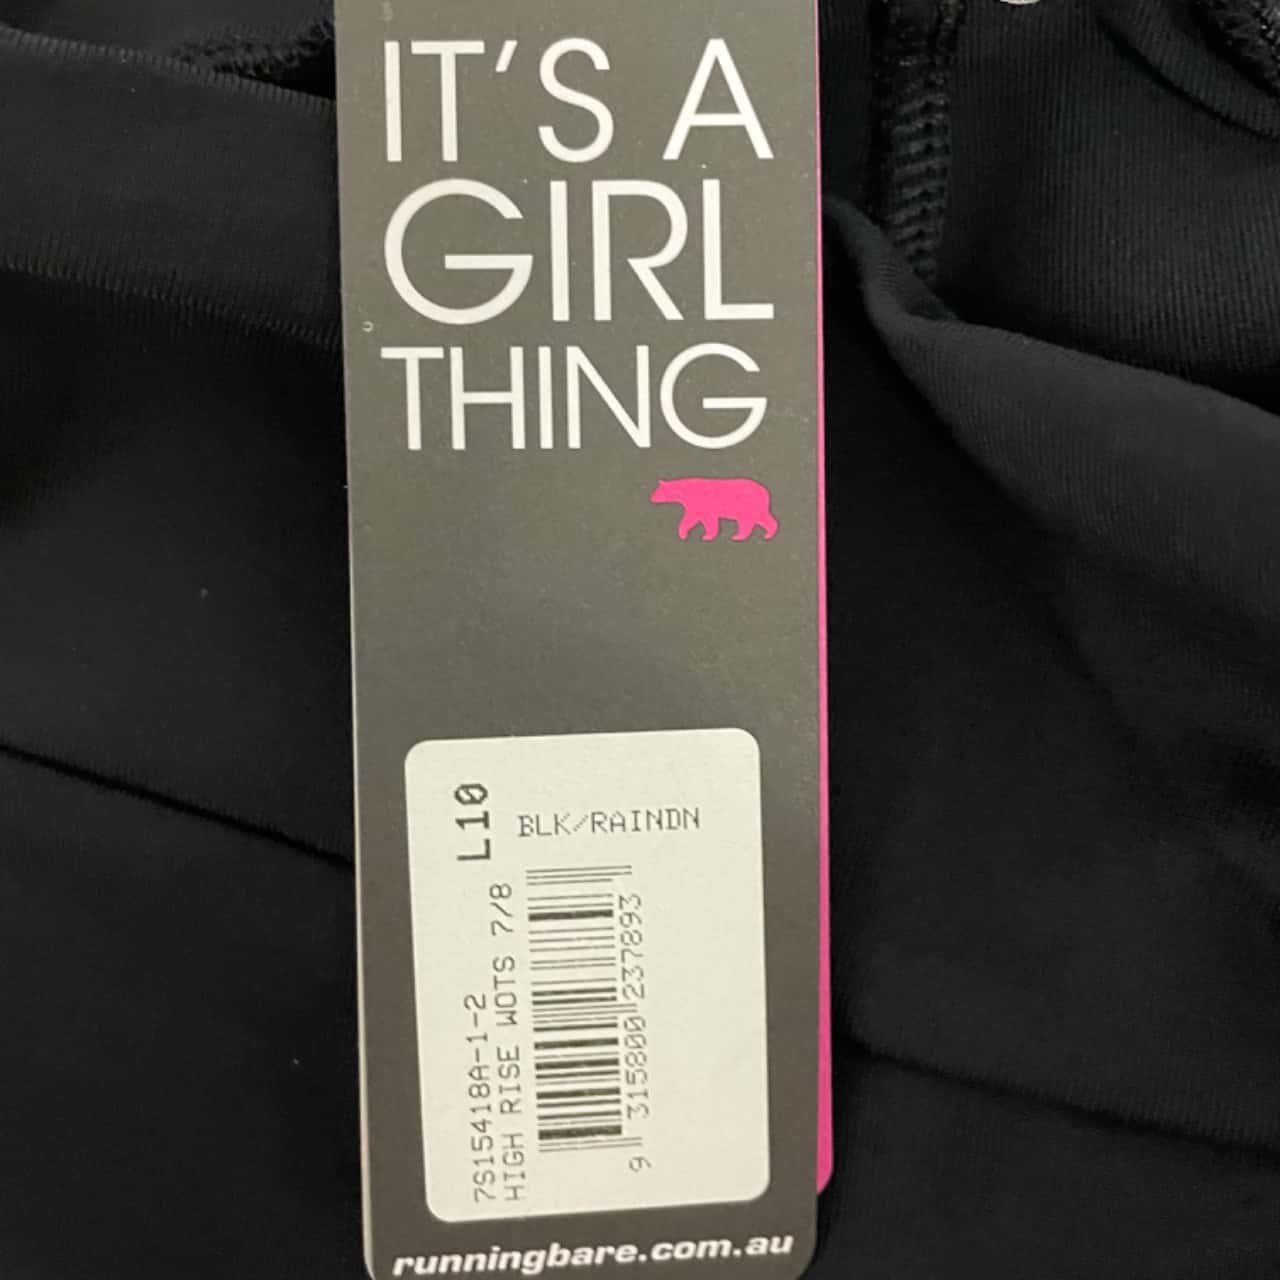 IT'S A
GIRL
THING
L10
BLK/RAINDN
7S15418A-1-2
HIGH RISE WOTS 7/8
9 315800 237893
runningbare.com.au